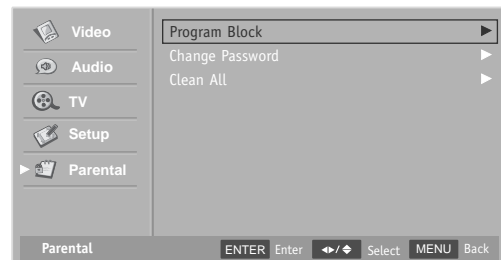 Video
Audio
TV
Setup
Parental
Program Block
Change Password
Clean All
Parental ENTER Enter / Select MENU Back